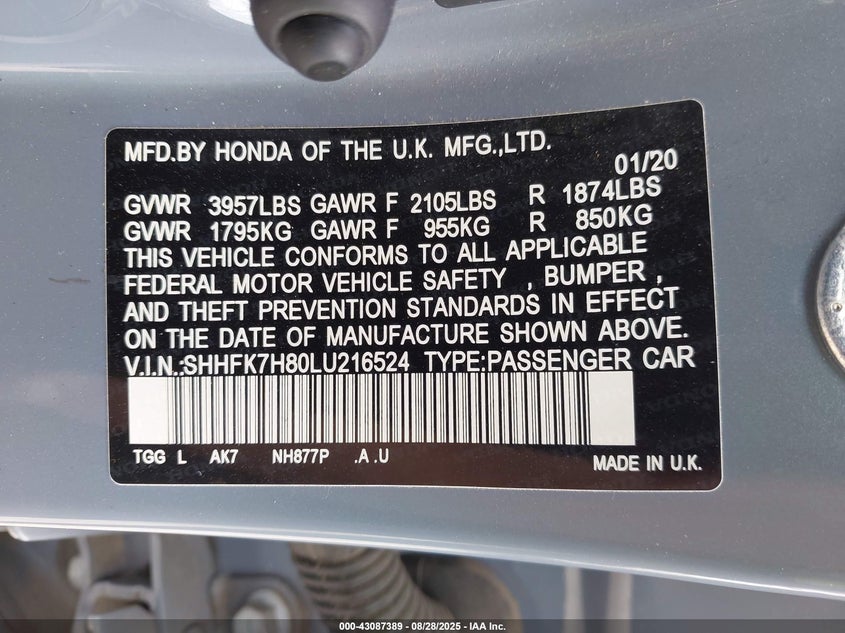 MFD.BY HONDA OF THE U.K. MFG.,LTD.
01/20
GVWR 3957LBS GAWR F 2105LBS R 1874LBS
GVWR 1795KG GAWR F 955KG R 850KG
THIS VEHICLE CONFORMS TO ALL APPLICABLE
FEDERAL MOTOR VEHICLE SAFETY , BUMPER ,
AND THEFT PREVENTION STANDARDS IN EFFECT
ON THE DATE OF MANUFACTURE SHOWN ABOVE.
V.I.N.:SHHFK7H80LU216524 TYPE:PASSENGER CAR
TGG L AK7 NH877P .A .U
MADE IN U.K.
000-43087389 - 08/28/2025 - IAA Inc.